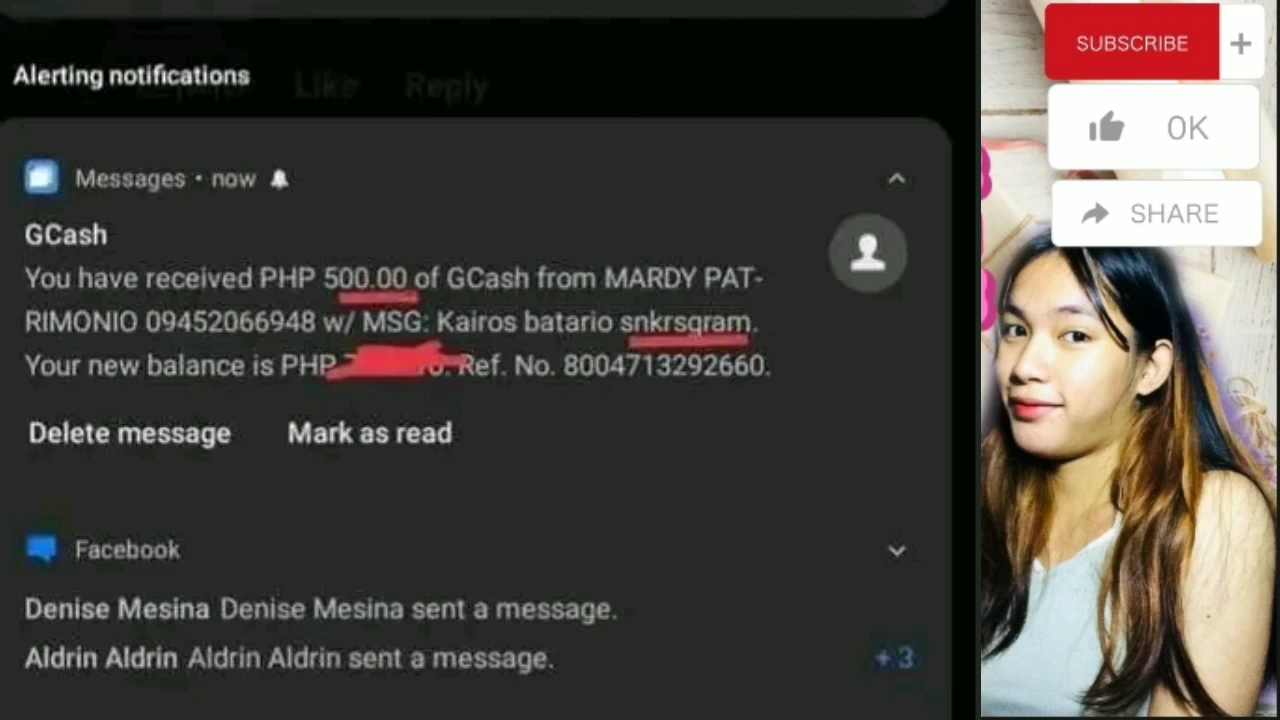 Alerting notifications
Like Reply
Messages • now
GCash
You have received PHP 500.00 of GCash from MARDY PAT-
RIMONIO 09452066948 w/ MSG: Kairos batario snkrsgram.
Your new balance is PHP Ref. No. 8004713292660.
Delete message Mark as read
Facebook
Denise Mesina Denise Mesina sent a message.
Aldrin Aldrin Aldrin Aldrin sent a message.
+3
SUBSCRIBE +
0K
SHARE